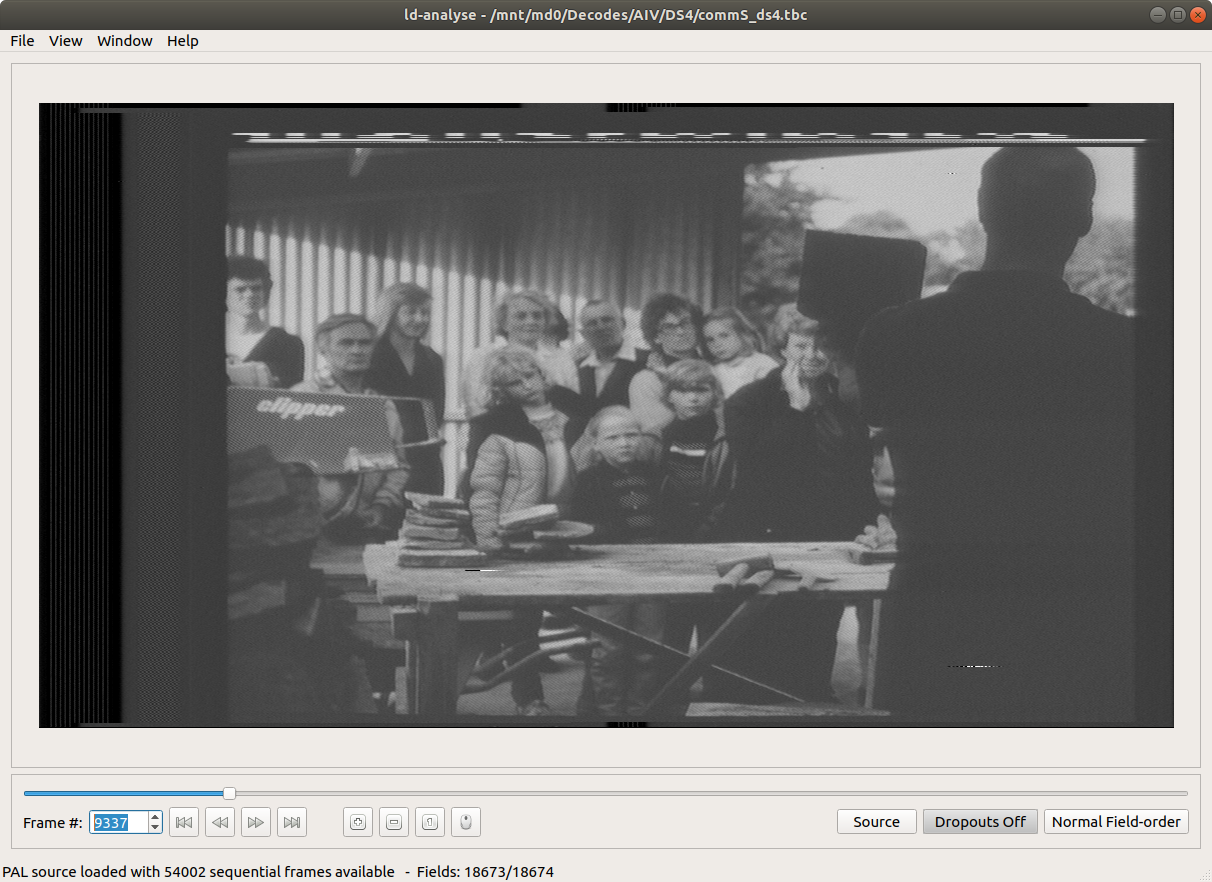 ld-analyse - /mnt/md0/Decodes/AIV/DS4/commS_ds4.tbc
File View Window Help
clipper
Frame #: 9337
Source Dropouts Off Normal Field-order
PAL source loaded with 54002 sequential frames available - Fields: 18673/18674